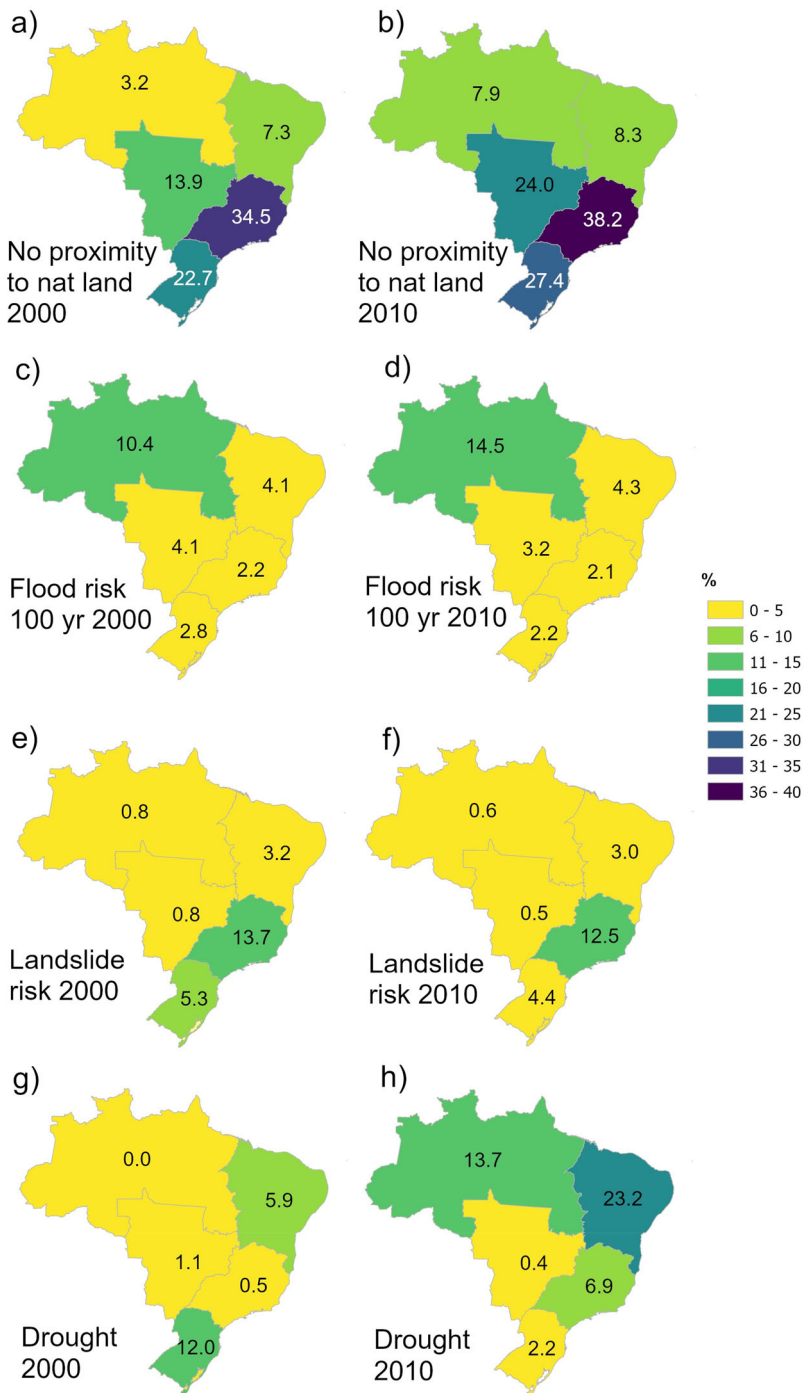 a)
3.2
7.3
13.9
34.5
22.7
No proximity
to nat land
2000
b)
7.9
8.3
24.0
38.2
27.4
No proximity
to nat land
2010
c)
10.4
4.1
4.1
2.2
2.8
Flood risk
100 yr 2000
d)
14.5
4.3
3.2
2.1
2.2
Flood risk
100 yr 2010
%
0 - 5
6 - 10
11 - 15
16 - 20
21 - 25
26 - 30
31 - 35
36 - 40
e)
0.8
3.2
0.8
13.7
5.3
Landslide
risk 2000
f)
0.6
3.0
0.5
12.5
4.4
Landslide
risk 2010
g)
0.0
5.9
1.1
0.5
12.0
Drought
2000
h)
13.7
23.2
0.4
6.9
2.2
Drought
2010